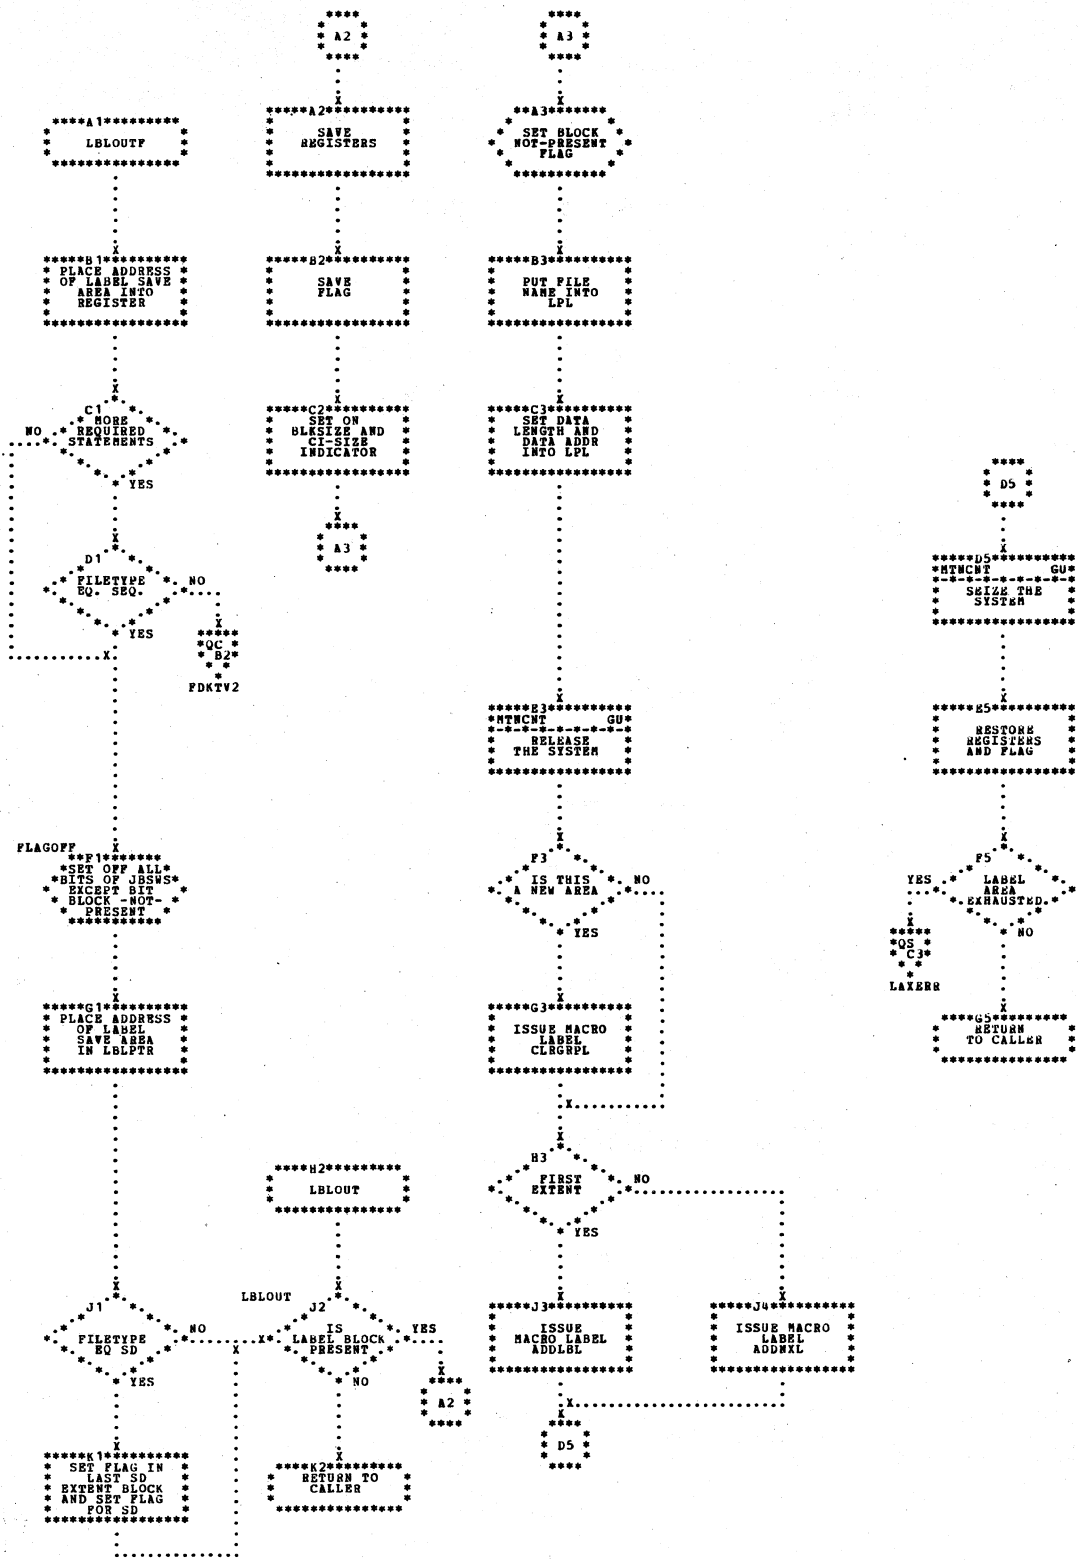 A2
A3
A1
LBLOUTF
A2
SAVE
REGISTERS
A3
SET BLOCK
NOT-PRESENT
FLAG
B1
PLACE ADDRESS
OF LABEL SAVE
AREA INTO
REGISTER
B2
SAVE
FLAG
B3
PUT FILE
NAME INTO
LPL
C1
MORE
REQUIRED
STATEMENTS
NO
YES
C2
SET ON
BLKSIZE AND
CI-SIZE
INDICATOR
C3
SET DATA
LENGTH AND
DATA ADDR
INTO LPL
A3
D5
D1
FILETYPE
EQ. SEQ.
NO
YES
QC
B2
FDKTV2
D5
MTNCNT GU
SEIZE THE
SYSTEM
E3
MTNCNT GU
RELEASE
THE SYSTEM
E5
RESTORE
REGISTERS
AND FLAG
FLAGOFF
F1
SET OFF ALL
BITS OF JBSWS
EXCEPT BIT
BLOCK -NOT-
PRESENT
F3
IS THIS
A NEW AREA
NO
YES
F5
LABEL
AREA
EXHAUSTED.
YES
NO
QS
C3
LAXERR
G1
PLACE ADDRESS
OF LABEL
SAVE AREA
IN LBLPTR
G3
ISSUE MACRO
LABEL
CLRGRPL
G5
RETURN
TO CALLER
H2
LBLOUT
H3
FIRST
EXTENT
NO
YES
J1
FILETYPE
EQ SD
NO
YES
LBLOUT
J2
IS
LABEL BLOCK
PRESENT
YES
NO
A2
J3
ISSUE
MACRO LABEL
ADDLBL
J4
ISSUE MACRO
LABEL
ADDNXL
D5
K1
SET FLAG IN
LAST SD
EXTENT BLOCK
AND SET FLAG
FOR SD
K2
RETURN TO
CALLER